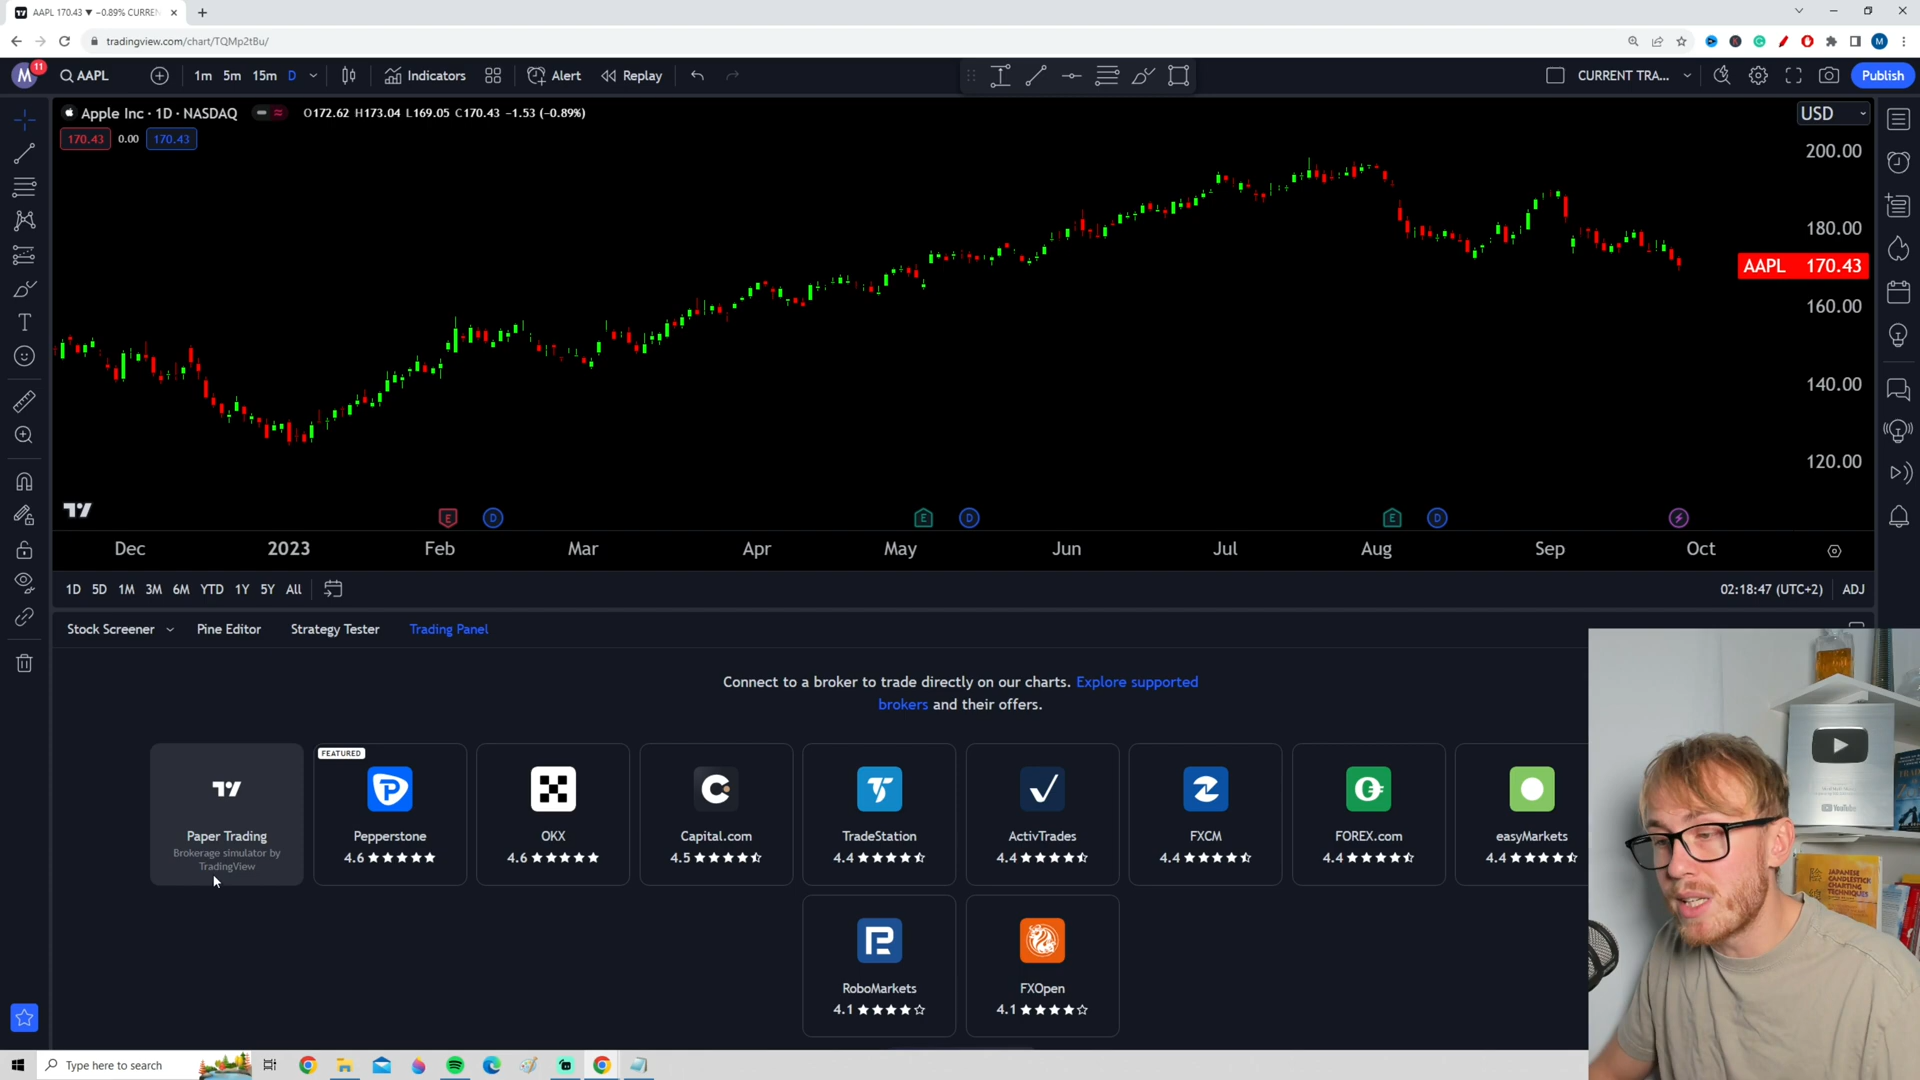 AAPL 170.43 ▼ −0.89% CURREN
tradingview.com/chart/TQMp2tBu/
M
M 11
AAPL
1m 5m 15m D
Indicators
Alert
Replay
CURRENT TRA...
Publish
Apple Inc · 1D · NASDAQ
O172.62 H173.04 L169.05 C170.43 −1.53 (−0.89%)
USD
170.43 0.00 170.43
200.00
180.00
AAPL 170.43
160.00
140.00
120.00
E D E D E D
Dec 2023 Feb Mar Apr May Jun Jul Aug Sep Oct
1D 5D 1M 3M 6M YTD 1Y 5Y All
02:18:47 (UTC+2) ADJ
Stock Screener Pine Editor Strategy Tester Trading Panel
Connect to a broker to trade directly on our charts. Explore supported
brokers and their offers.
FEATURED
Paper Trading
Brokerage simulator by
TradingView
Pepperstone
4.6
OKX
4.6
Capital.com
4.5
TradeStation
4.4
ActivTrades
4.4
FXCM
4.4
FOREX.com
4.4
easyMarkets
4.4
RoboMarkets
4.1
FXOpen
4.1
YouTube
JAPANESE
CANDLESTICK
CHARTING
TECHNIQUES
Type here to search